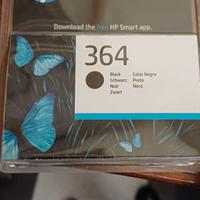 Download the free HP Smart app.
364
Black Color Negro
Schwarz Preto
Noir Nero
Zwart